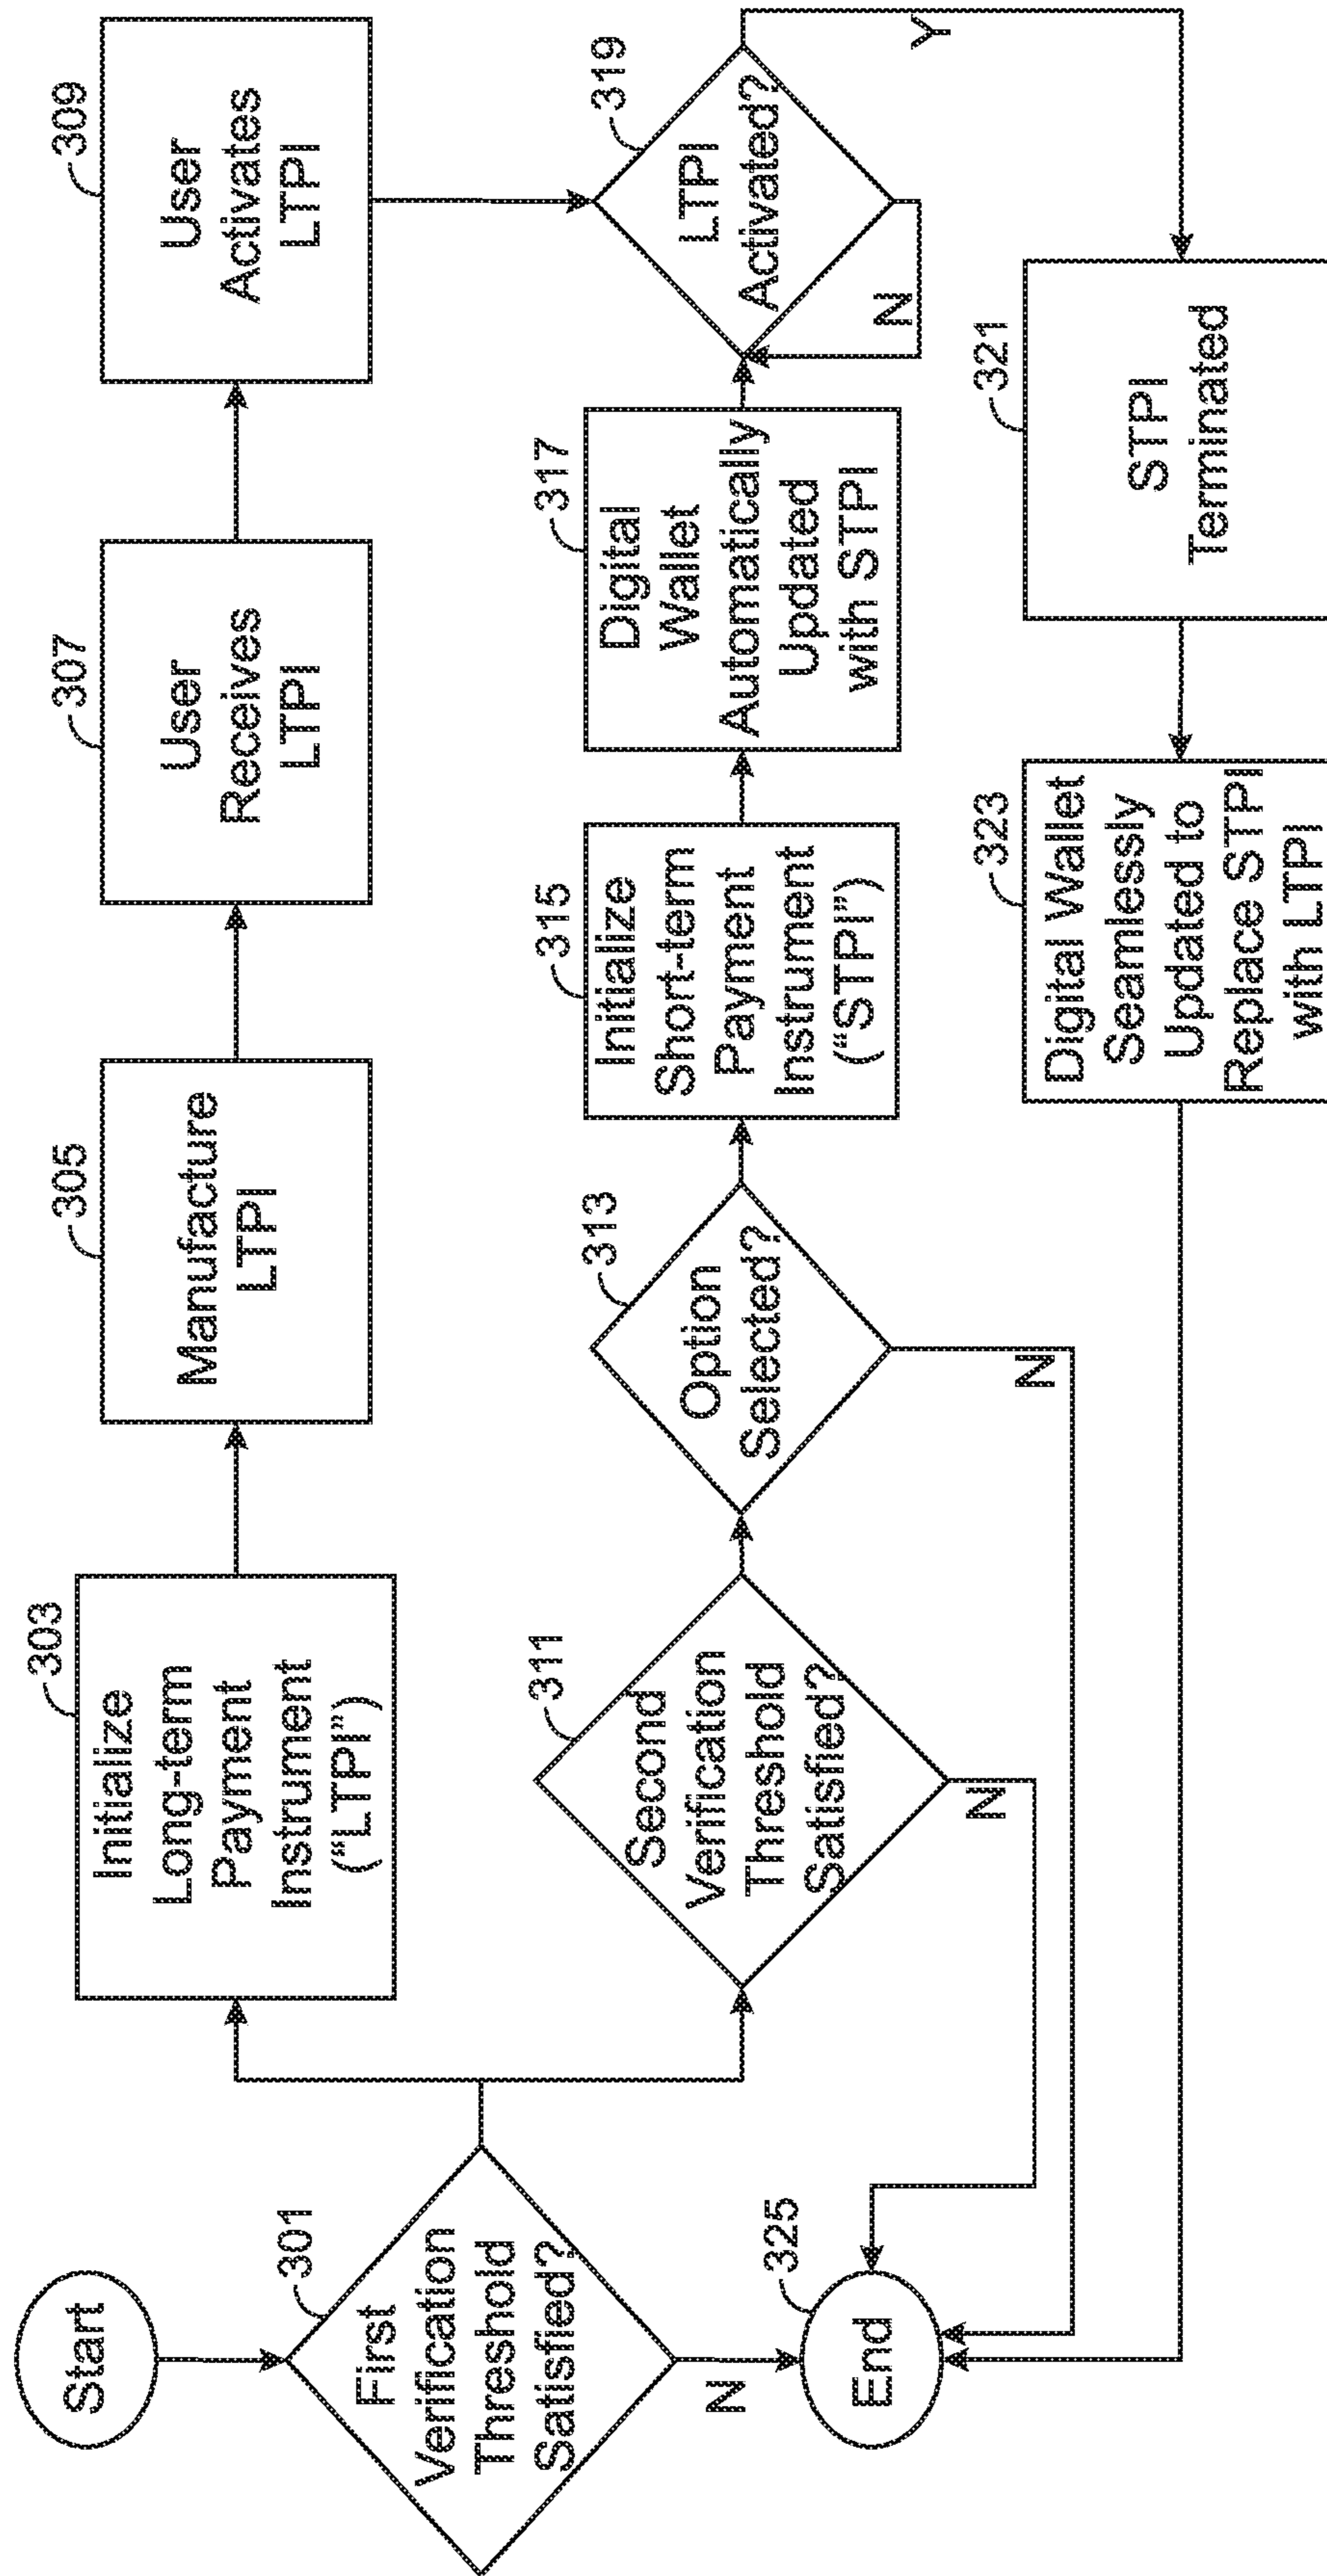 Start
301
First
Verification
Threshold
Satisfied?
N
303
Initialize
Long-term
Payment
Instrument
(“LTPI”)
305
Manufacture
LTPI
307
User
Receives
LTPI
309
User
Activates
LTPI
311
Second
Verification
Threshold
Satisfied?
N
313
Option
Selected?
N
315
Initialize
Short-term
Payment
Instrument
(“STPI”)
317
Digital
Wallet
Automatically
Updated
with STPI
319
LTPI
Activated?
N
Y
321
STPI
Terminated
323
Digital Wallet
Seamlessly
Updated to
Replace STPI
with LTPI
325
End